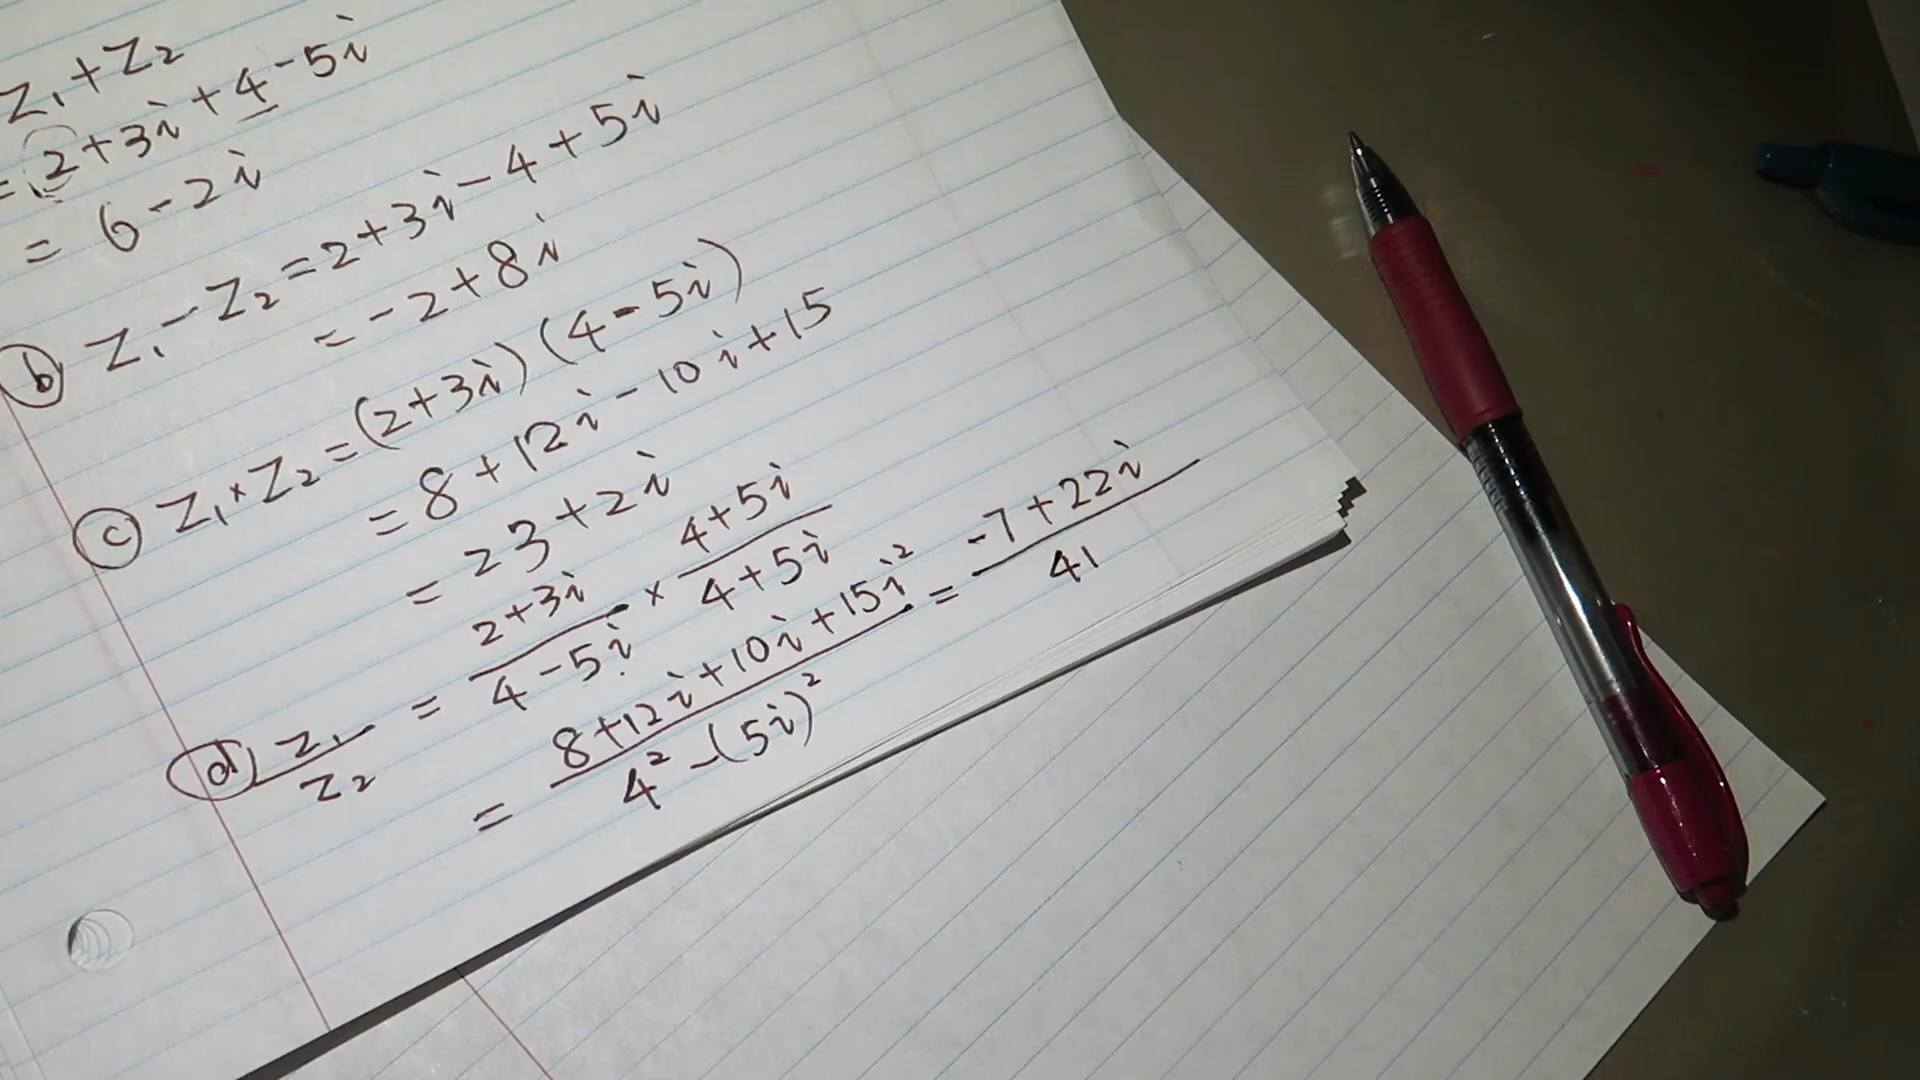 Z₁+Z₂
= 2+3i+4-5i
= 6-2i
b) Z₁-Z₂=2+3i-4+5i
= -2+8i
c) Z₁×Z₂=(2+3i)(4-5i)
= 8+12i-10i+15
= 23+2i
d) Z₁/Z₂ = (2+3i)/(4-5i) × (4+5i)/(4+5i)
= (8+12i+10i+15i²)/(4²-(5i)²) = (-7+22i)/41